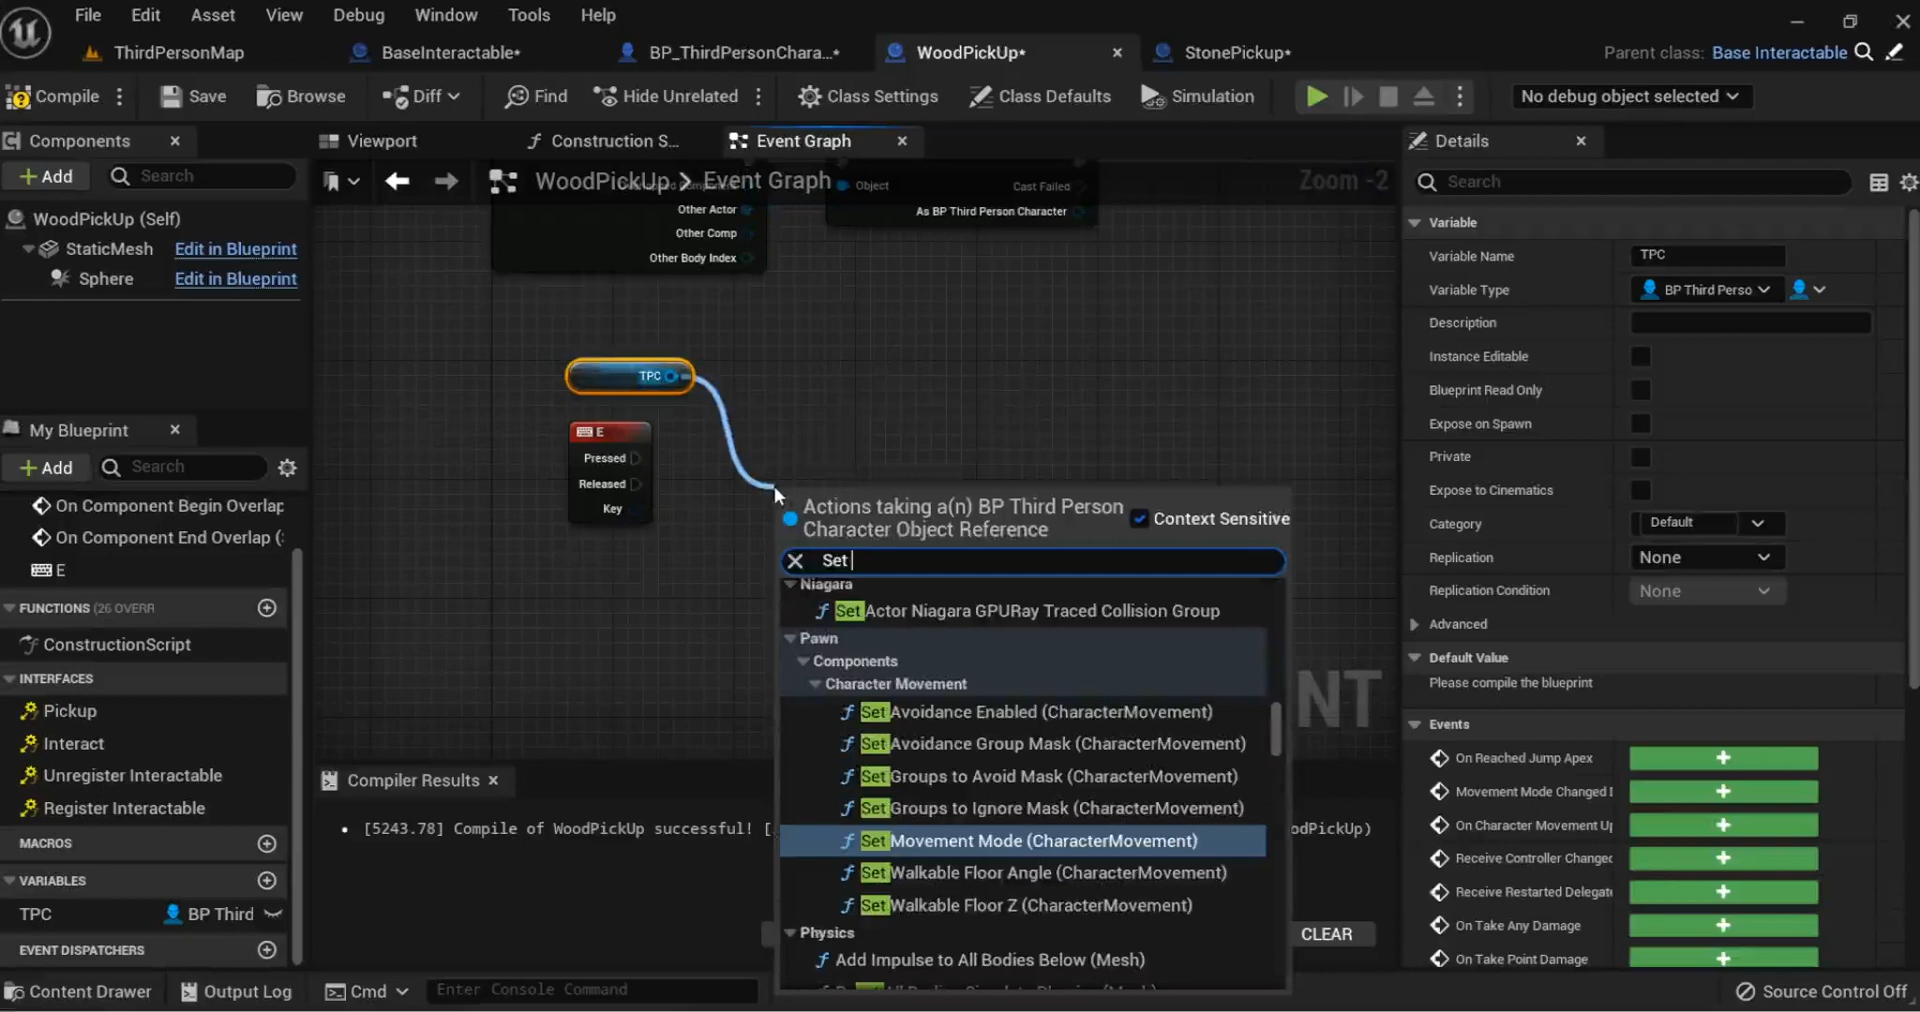 File Edit Asset View Debug Window Tools Help
ThirdPersonMap BaseInteractable* BP_ThirdPersonChara...* WoodPickUp* StonePickup* Parent class: Base Interactable
Compile Save Browse Diff Find Hide Unrelated Class Settings Class Defaults Simulation No debug object selected
Components Viewport Construction S... Event Graph Details
Add Search WoodPickUp > Event Graph Zoom -2 Search
WoodPickUp (Self)
StaticMesh Edit in Blueprint
Sphere Edit in Blueprint
Object Cast Failed
Other Actor As BP Third Person Character
Other Comp
Other Body Index
TPC
E
Pressed
Released
Key
Actions taking a(n) BP Third Person
Character Object Reference
Context Sensitive
Set
Niagara
Set Actor Niagara GPURay Traced Collision Group
Pawn
Components
Character Movement
Set Avoidance Enabled (CharacterMovement)
Set Avoidance Group Mask (CharacterMovement)
Set Groups to Avoid Mask (CharacterMovement)
Set Groups to Ignore Mask (CharacterMovement)
Set Movement Mode (CharacterMovement)
Set Walkable Floor Angle (CharacterMovement)
Set Walkable Floor Z (CharacterMovement)
Physics
Add Impulse to All Bodies Below (Mesh)
NT
My Blueprint
Add Search
On Component Begin Overlap
On Component End Overlap (
E
FUNCTIONS (26 OVERR
ConstructionScript
INTERFACES
Pickup
Interact
Unregister Interactable
Register Interactable
MACROS
VARIABLES
TPC BP Third
EVENT DISPATCHERS
Compiler Results
[5243.78] Compile of WoodPickUp successful! [
odPickUp)
CLEAR
Variable
Variable Name TPC
Variable Type BP Third Perso
Description
Instance Editable
Blueprint Read Only
Expose on Spawn
Private
Expose to Cinematics
Category Default
Replication None
Replication Condition None
Advanced
Default Value
Please compile the blueprint
Events
On Reached Jump Apex
Movement Mode Changed
On Character Movement Up
Receive Controller Changed
Receive Restarted Delegat
On Take Any Damage
On Take Point Damage
Content Drawer Output Log Cmd Enter Console Command Source Control Off